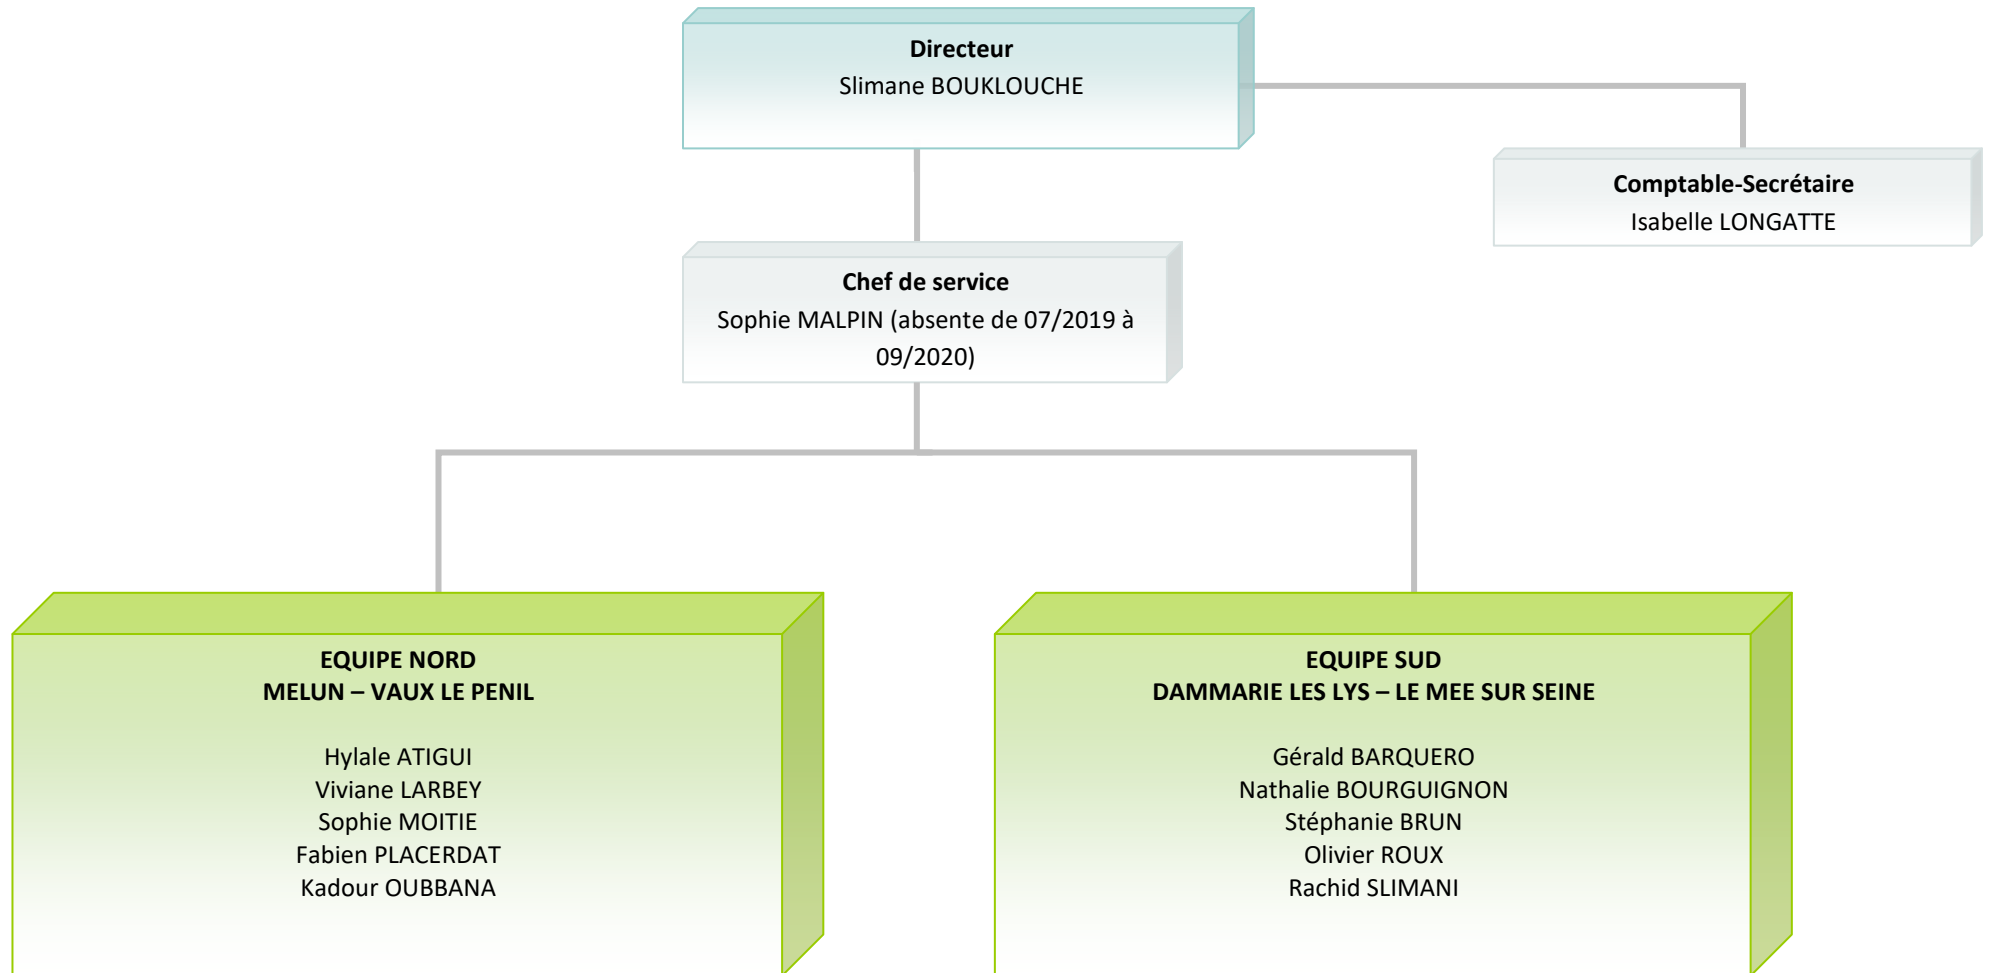 Directeur
Slimane BOUKLOUCHE
Comptable-Secrétaire
Isabelle LONGATTE
Chef de service
Sophie MALPIN (absente de 07/2019 à
09/2020)
EQUIPE NORD
MELUN – VAUX LE PENIL
Hylale ATIGUI
Viviane LARBEY
Sophie MOITIE
Fabien PLACERDAT
Kadour OUBBANA
EQUIPE SUD
DAMMARIE LES LYS – LE MEE SUR SEINE
Gérald BARQUERO
Nathalie BOURGUIGNON
Stéphanie BRUN
Olivier ROUX
Rachid SLIMANI